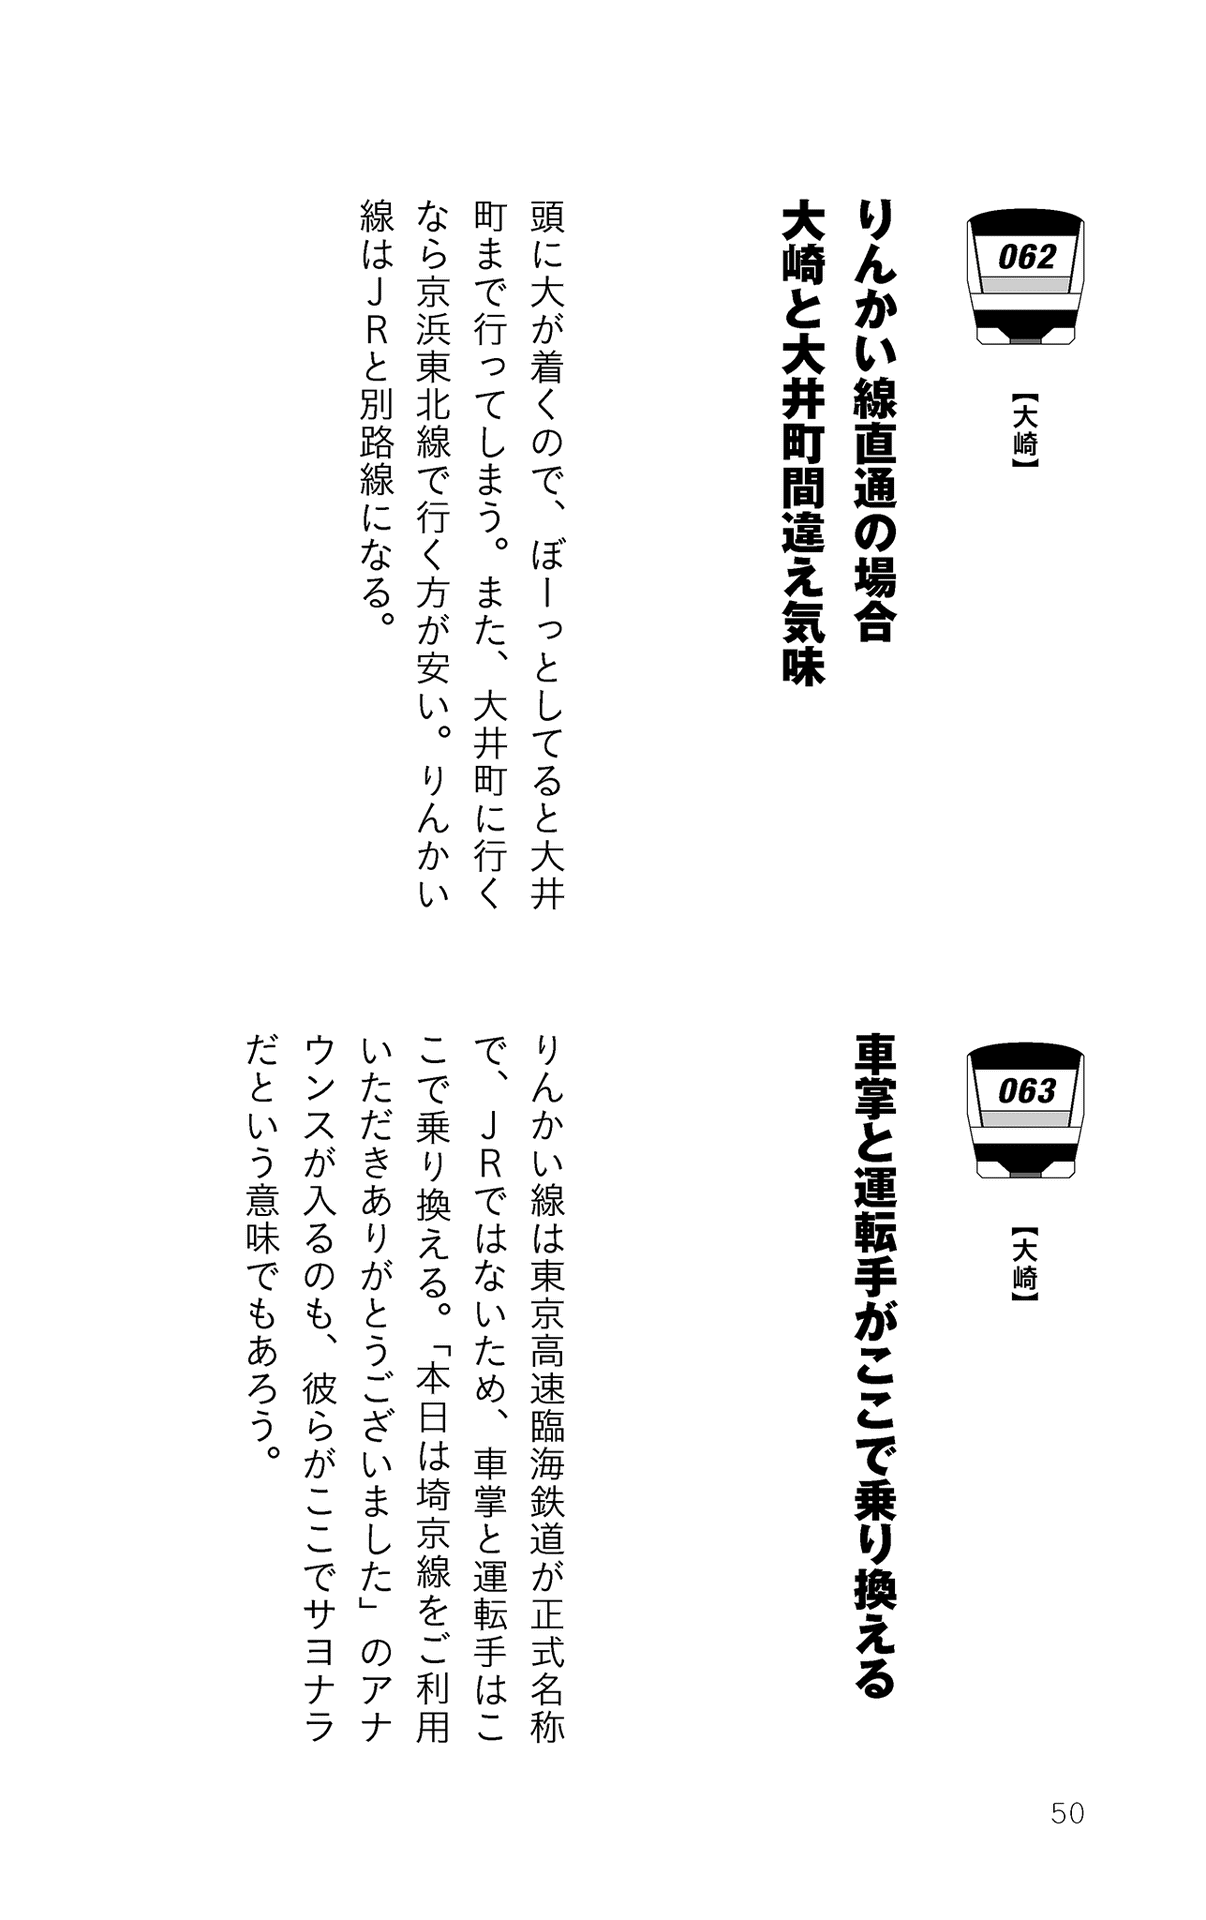 062
【大崎】
りんかい線直通の場合
大崎と大井町間違え気味
頭に大が着くので、ぼーっとしてると大井
町まで行ってしまう。また、大井町に行く
なら京浜東北線で行く方が安い。りんかい
線はＪＲと別路線になる。
063
【大崎】
車掌と運転手がここで乗り換える
りんかい線は東京高速臨海鉄道が正式名称
で、ＪＲではないため、車掌と運転手はこ
こで乗り換える。「本日は埼京線をご利用
いただきありがとうございました」のアナ
ウンスが入るのも、彼らがここでサヨナラ
だという意味でもあろう。
50